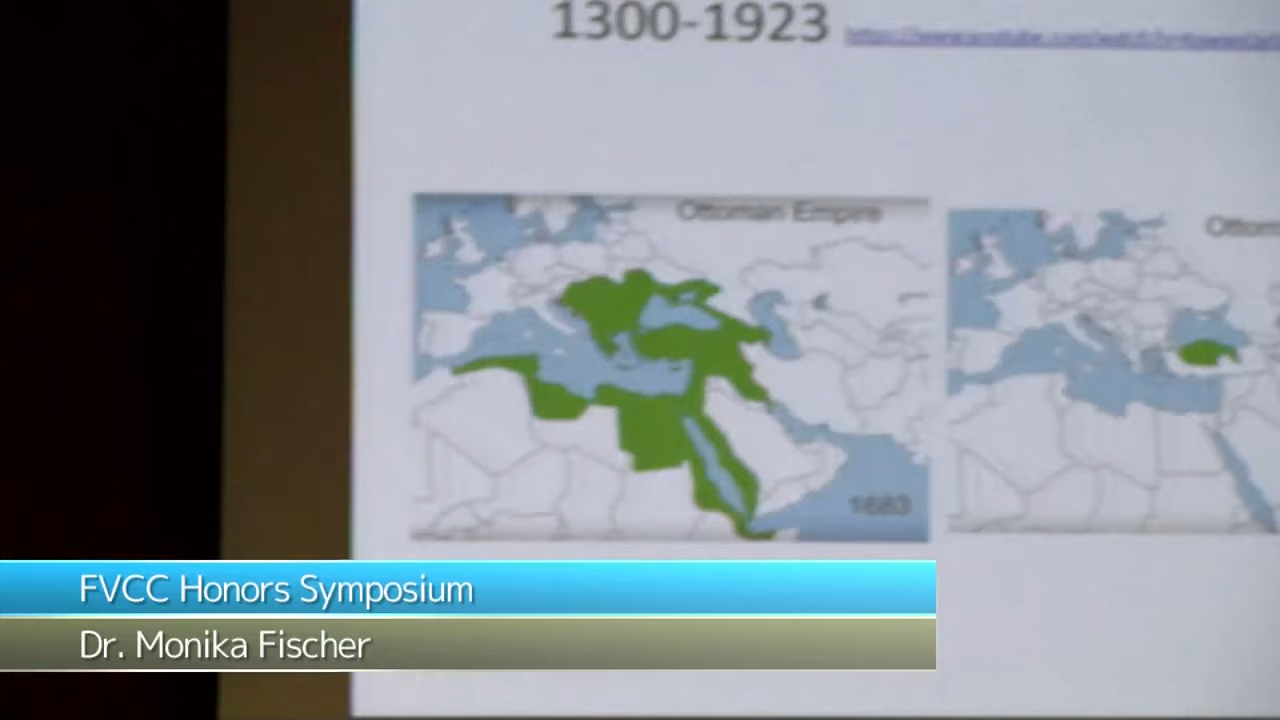 1300-1923
Ottoman Empire
1683
FVCC Honors Symposium
Dr. Monika Fischer